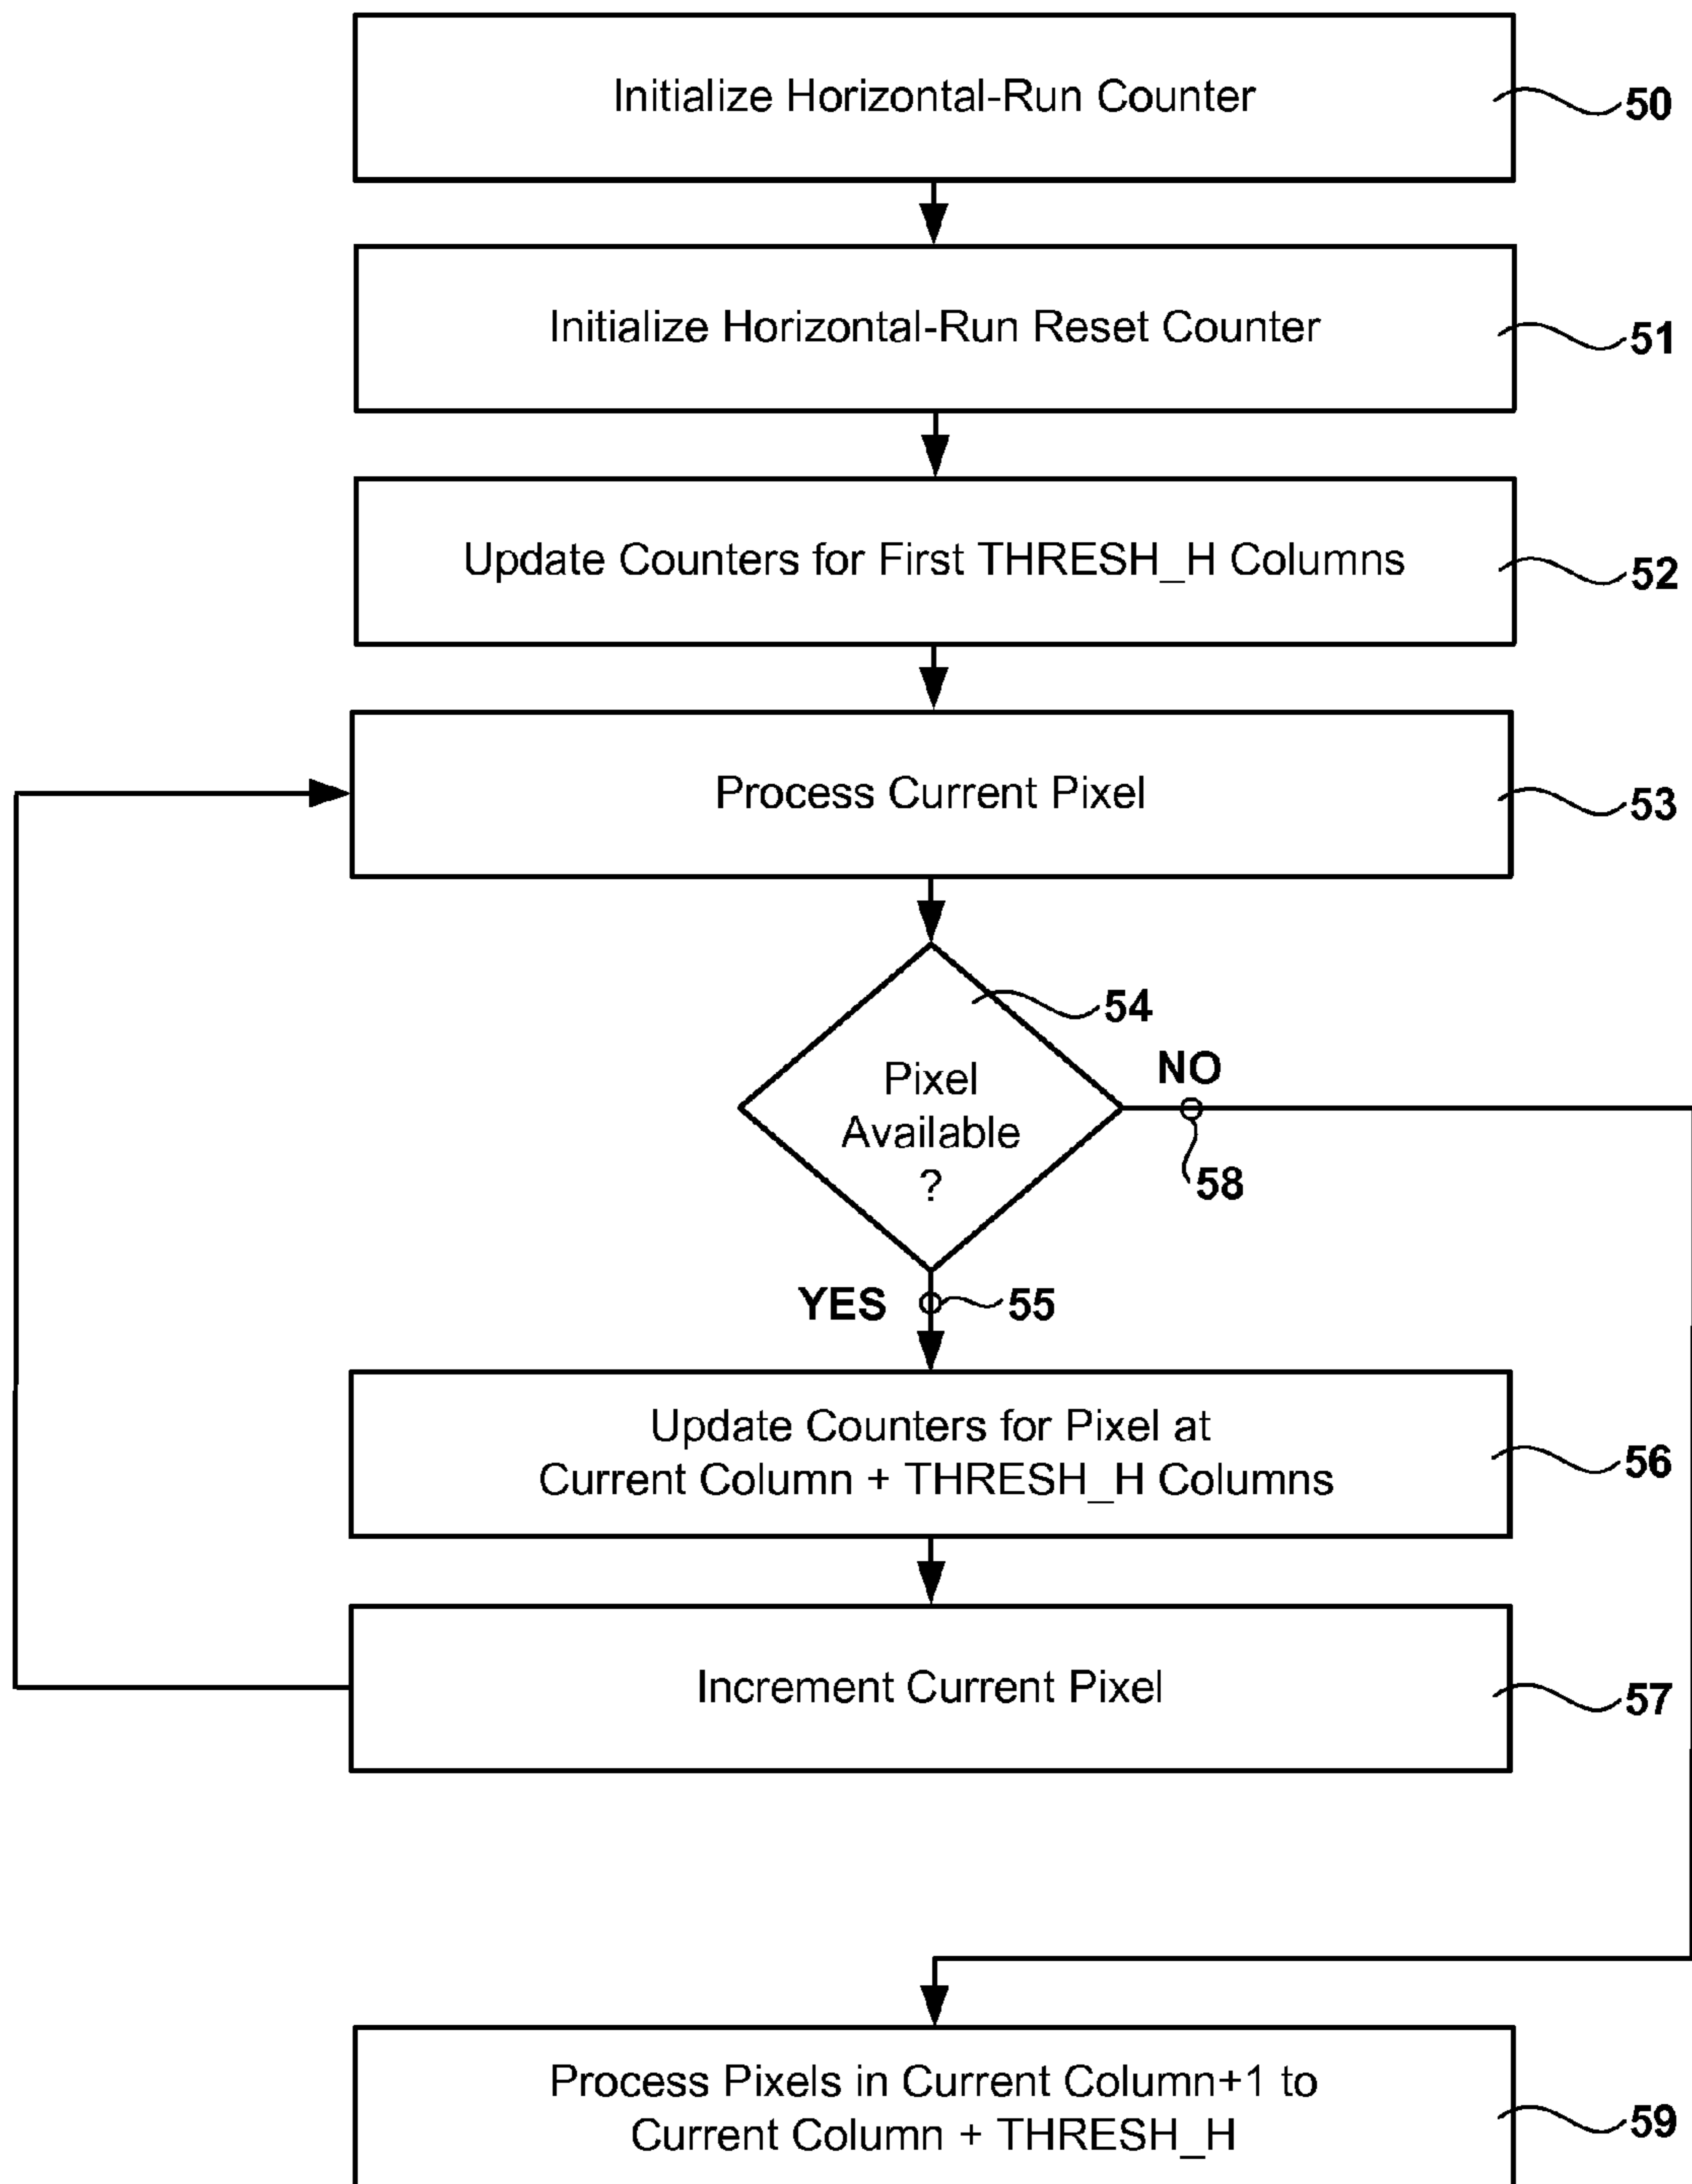 Initialize Horizontal-Run Counter
50
Initialize Horizontal-Run Reset Counter
51
Update Counters for First THRESH_H Columns
52
Process Current Pixel
53
54
Pixel
Available
?
NO
58
YES
55
Update Counters for Pixel at
Current Column + THRESH_H Columns
56
Increment Current Pixel
57
Process Pixels in Current Column+1 to
Current Column + THRESH_H
59